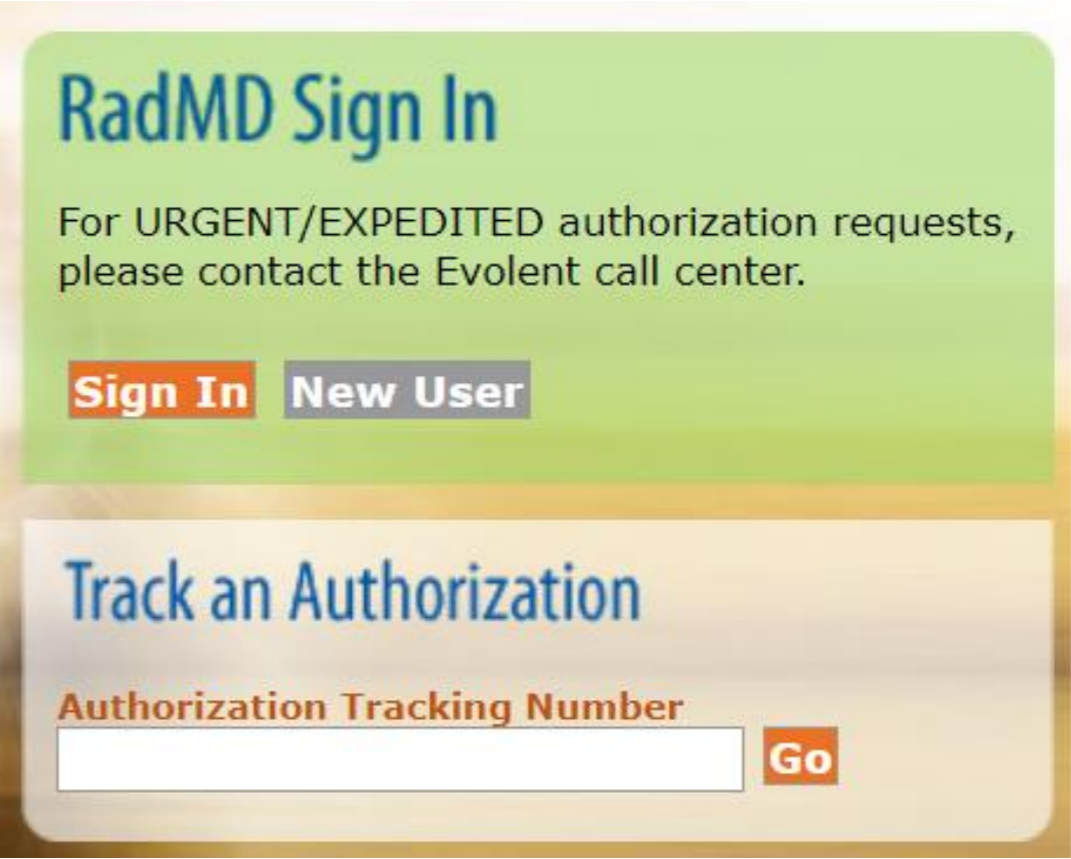 RadMD Sign In
For URGENT/EXPEDITED authorization requests,
please contact the Evolent call center.
Sign In New User
Track an Authorization
Authorization Tracking Number
Go